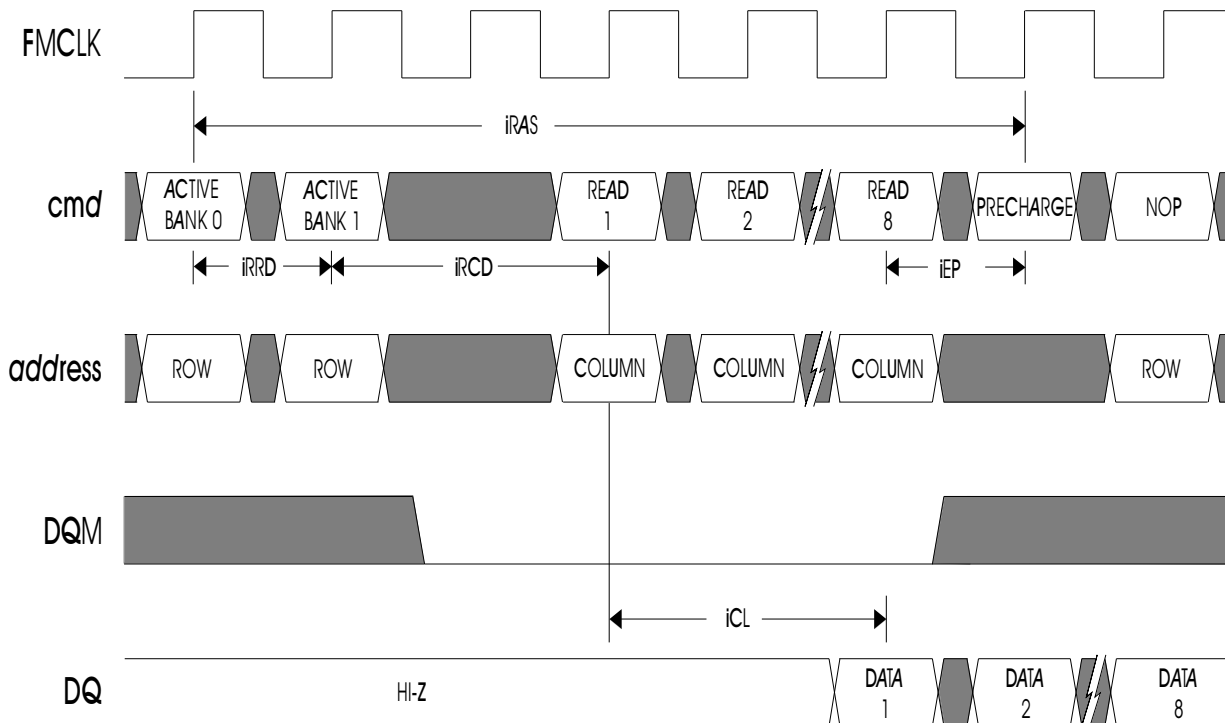 FMCLK
iRAS
cmd
ACTIVE
BANK 0
ACTIVE
BANK 1
READ
1
READ
2
READ
8
PRECHARGE
NOP
iRRD
iRCD
iEP
address
ROW
ROW
COLUMN
COLUMN
COLUMN
ROW
DQM
iCL
DQ
HI-Z
DATA
1
DATA
2
DATA
8